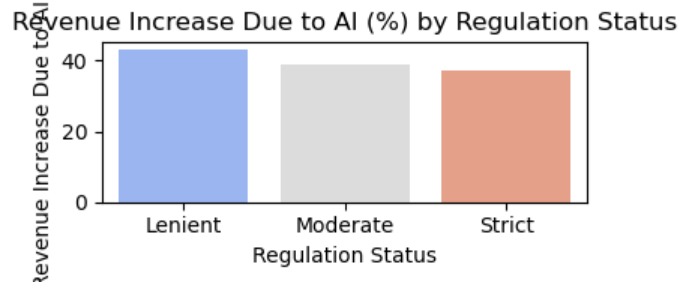 Revenue Increase Due to AI (%) by Regulation Status
Revenue Increase Due to AI
40
20
0
Lenient Moderate Strict
Regulation Status